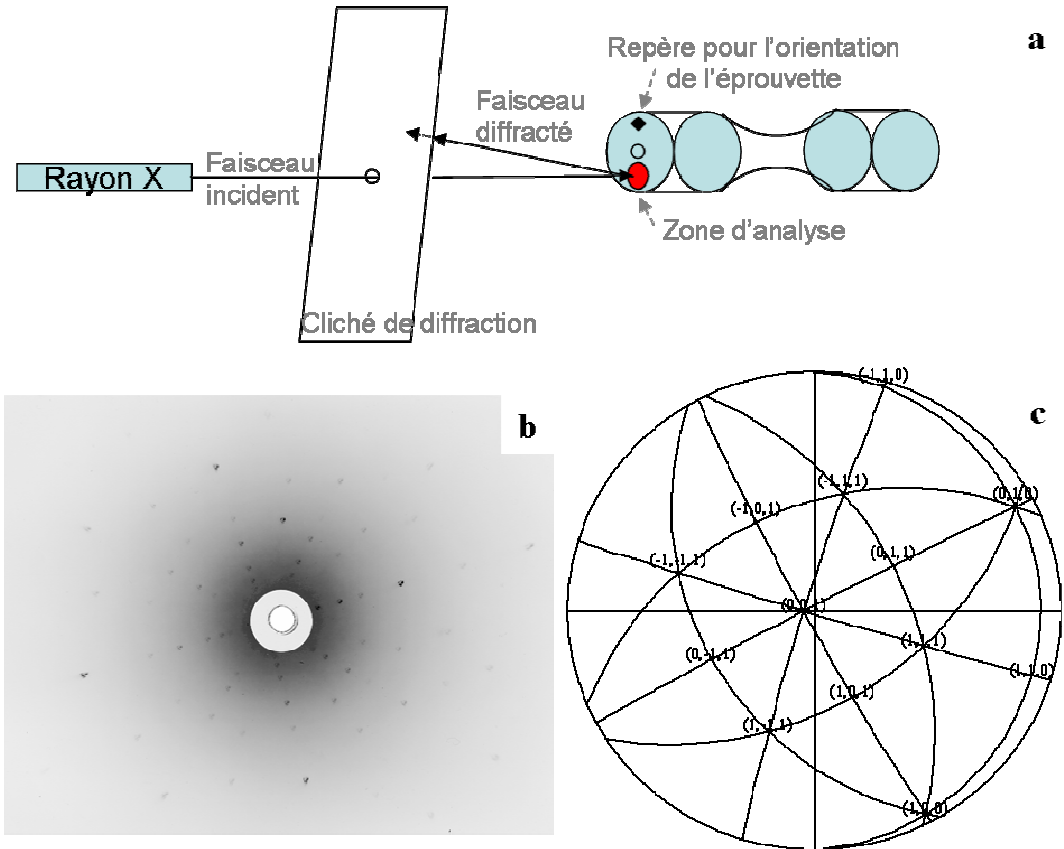 a
Repère pour l'orientation
de l'éprouvette
Faisceau
diffracté
Rayon X
Faisceau
incident
Zone d'analyse
Cliché de diffraction
b
c
(-1,1,0)
(-1,1,1)
(0,1,0)
(-1,0,1)
(0,1,1)
(-1,-1,1)
(0,0,1)
(1,1,1)
(0,-1,1)
(1,1,0)
(1,0,1)
(1,-1,1)
(1,0,0)